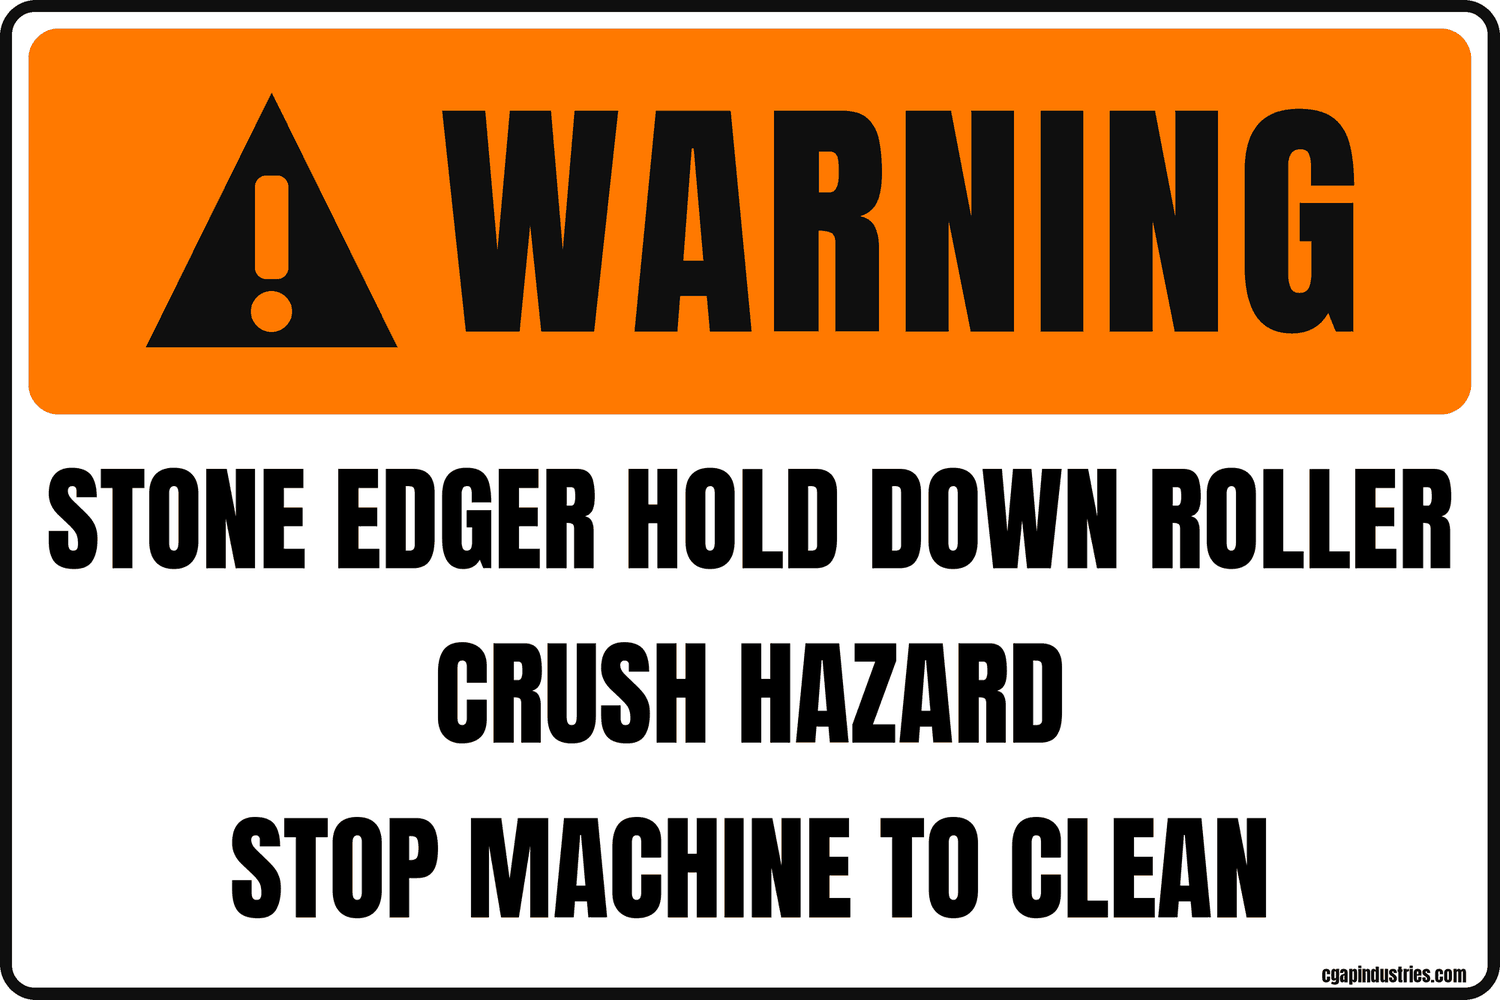 WARNING
STONE EDGER HOLD DOWN ROLLER
CRUSH HAZARD
STOP MACHINE TO CLEAN
cgapindustries.com